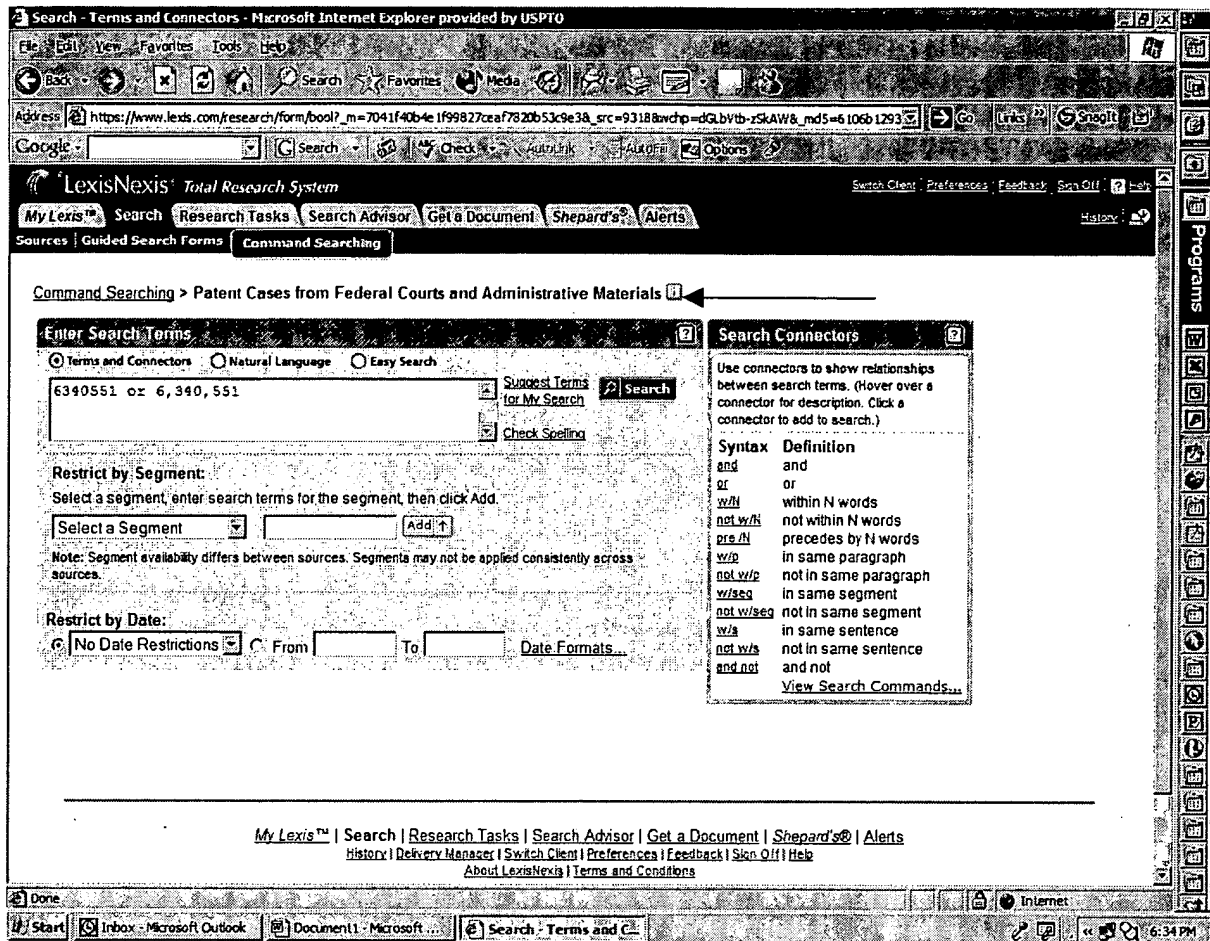 Search - Terms and Connectors - Microsoft Internet Explorer provided by USPTO
File Edit View Favorites Tools Help
Back Search Favorites Media
Address https://www.lexis.com/research/form/bool?_m=7041f40b4e1f99827ceaf7820b53c9e3&_src=9318&wchp=dGLbVtb-zSkAW&_md5=6106b1293 Go Links SnagIt
Google Search Check AutoLink AutoFill Options
LexisNexis Total Research System Switch Client Preferences Feedback Sign Off Help
My Lexis™ Search Research Tasks Search Advisor Get a Document Shepard's® Alerts History
Sources Guided Search Forms Command Searching
Programs
Command Searching > Patent Cases from Federal Courts and Administrative Materials i
Enter Search Terms ?
Terms and Connectors Natural Language Easy Search
6340551 or 6,340,551
Suggest Terms for My Search
Search
Check Spelling
Restrict by Segment:
Select a segment, enter search terms for the segment, then click Add.
Select a Segment Add
Note: Segment availability differs between sources. Segments may not be applied consistently across
sources.
Restrict by Date:
No Date Restrictions From To Date Formats...
Search Connectors ?
Use connectors to show relationships
between search terms. (Hover over a
connector for description. Click a
connector to add to search.)
Syntax Definition
and and
or or
w/N within N words
not w/N not within N words
pre /N precedes by N words
w/p in same paragraph
not w/p not in same paragraph
w/seg in same segment
not w/seg not in same segment
w/s in same sentence
not w/s not in same sentence
and not and not
View Search Commands...
My Lexis™ | Search | Research Tasks | Search Advisor | Get a Document | Shepard's® | Alerts
History | Delivery Manager | Switch Client | Preferences | Feedback | Sign Off | Help
About LexisNexis | Terms and Conditions
Done Internet
Start Inbox - Microsoft Outlook Document1 - Microsoft ... Search - Terms and C... 6:34 PM